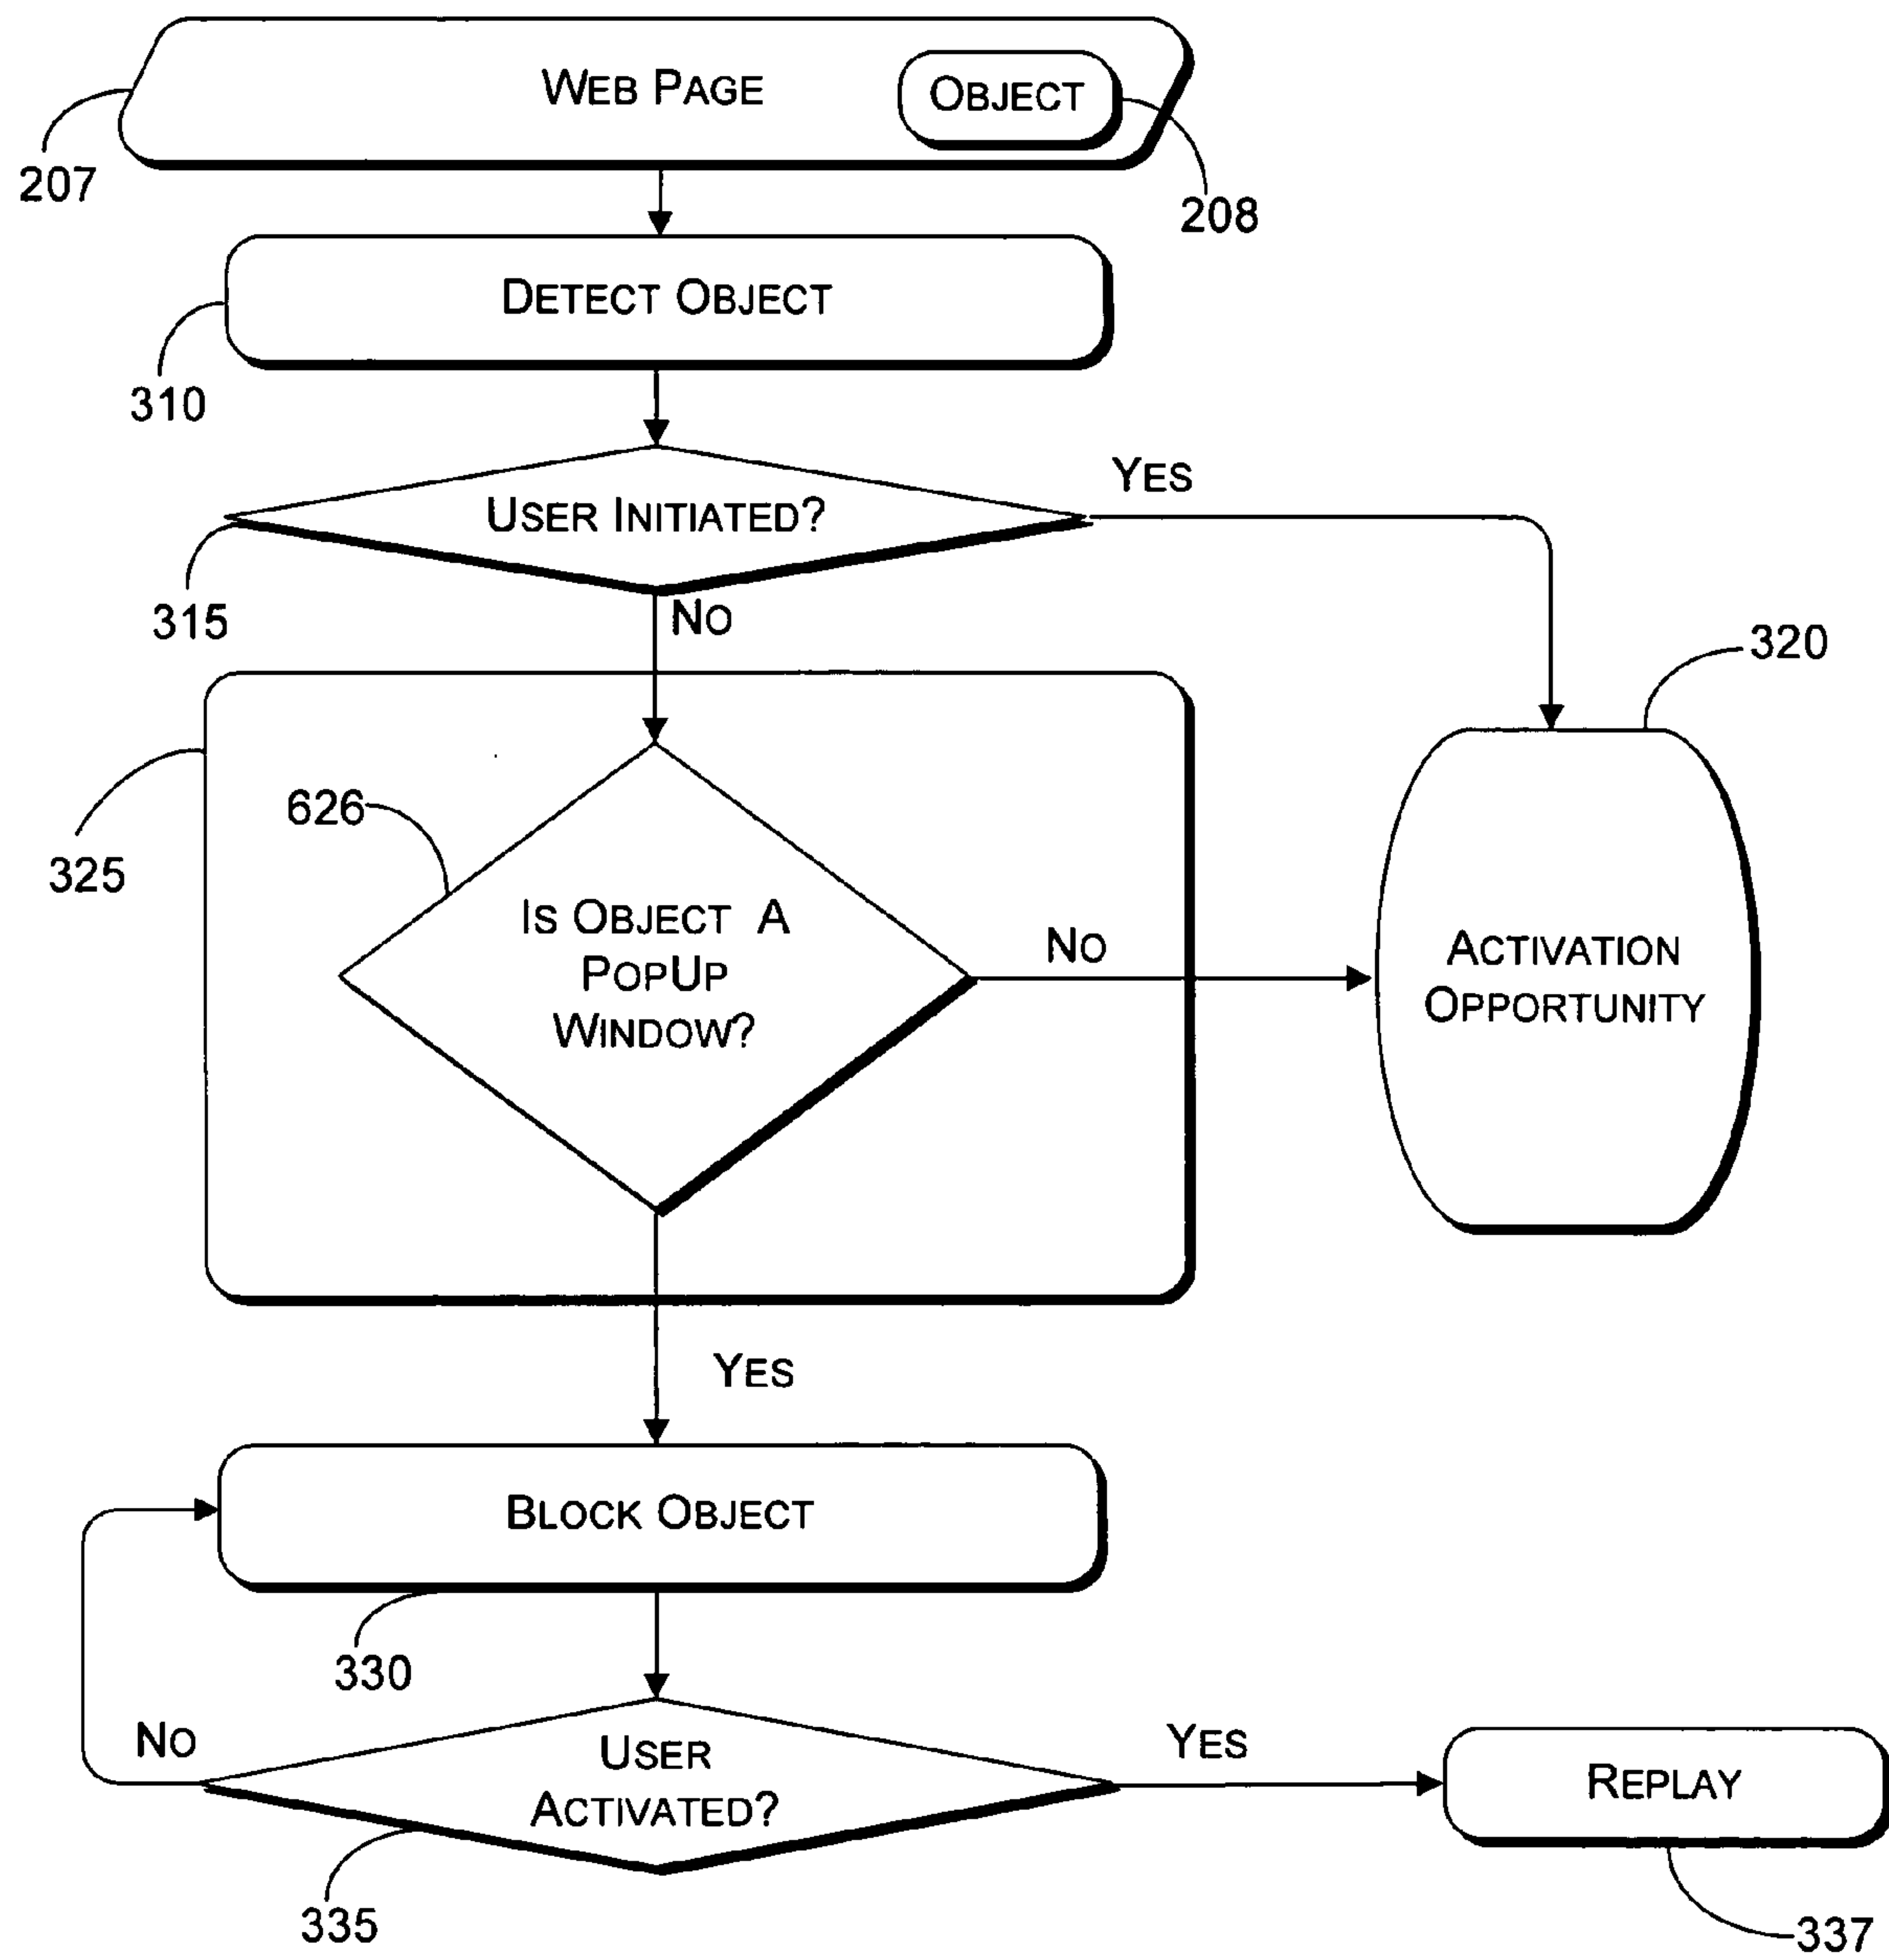 WEB PAGE
OBJECT
207
208
DETECT OBJECT
310
YES
USER INITIATED?
315
NO
320
626
325
IS OBJECT A
POPUP
WINDOW?
NO
ACTIVATION
OPPORTUNITY
YES
BLOCK OBJECT
330
NO
USER
ACTIVATED?
YES
REPLAY
335
337